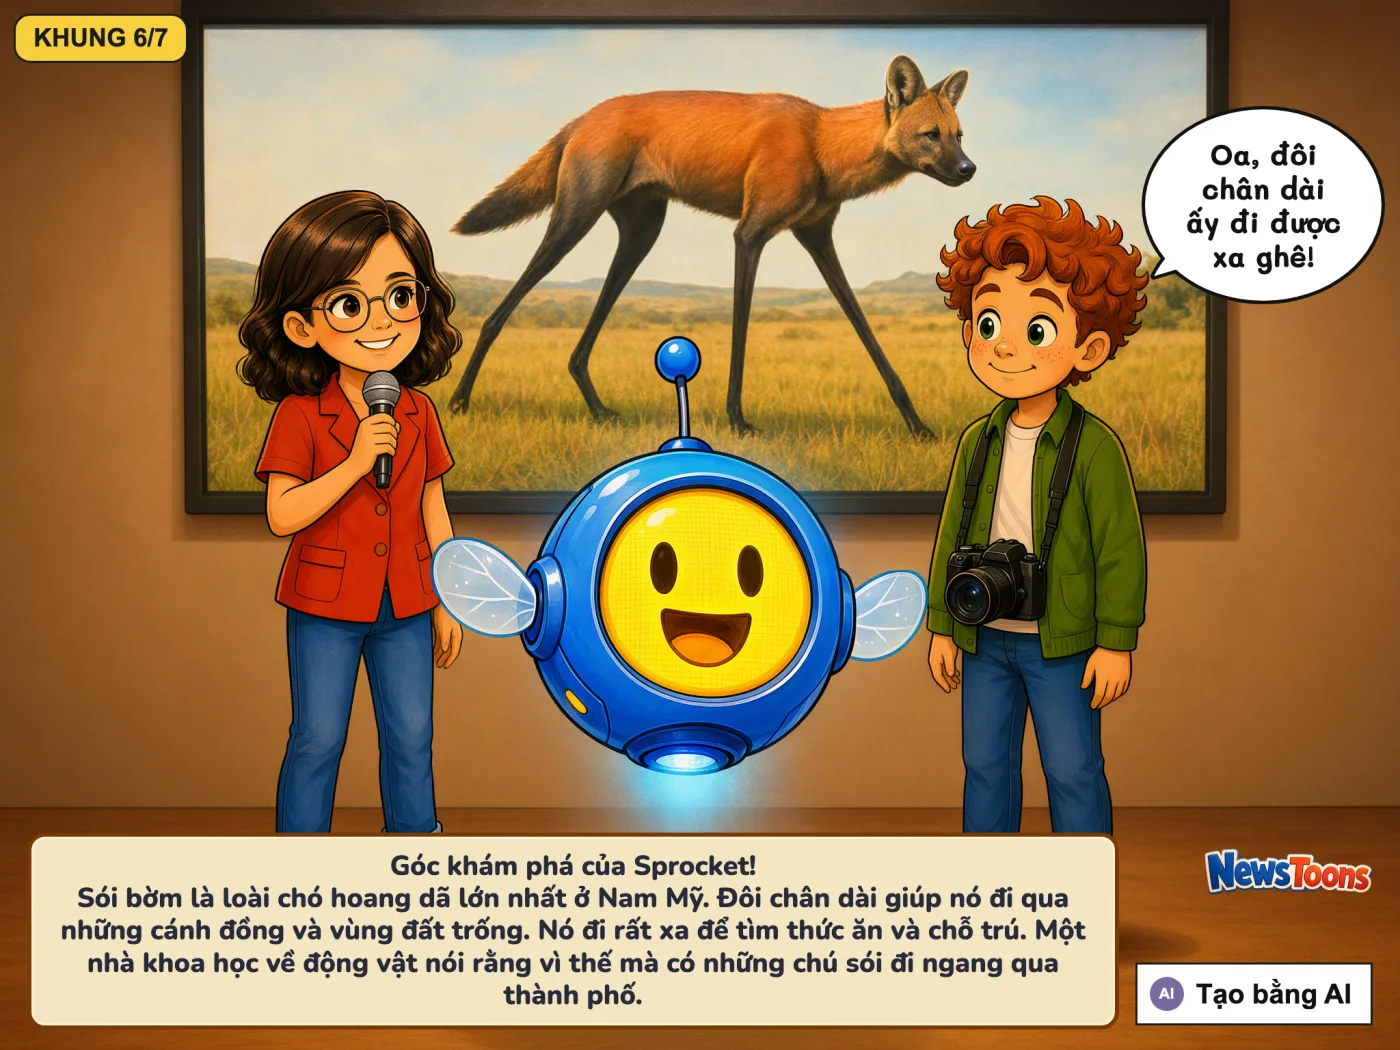 KHUNG 6/7
Oa, đôi
chân dài
ấy đi được
xa ghê!
Góc khám phá của Sprocket!
Sói bờm là loài chó hoang dã lớn nhất ở Nam Mỹ. Đôi chân dài giúp nó đi qua
những cánh đồng và vùng đất trống. Nó đi rất xa để tìm thức ăn và chỗ trú. Một
nhà khoa học về động vật nói rằng vì thế mà có những chú sói đi ngang qua
thành phố.
NewsToons
AI Tạo bằng AI